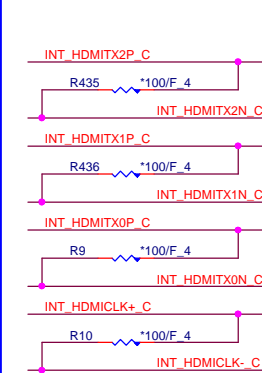 INT_HDMITX2P_C
R435 *100/F_4
INT_HDMITX2N_C
INT_HDMITX1P_C
R436 *100/F_4
INT_HDMITX1N_C
INT_HDMITX0P_C
R9 *100/F_4
INT_HDMITX0N_C
INT_HDMICLK+_C
R10 *100/F_4
INT_HDMICLK-_C